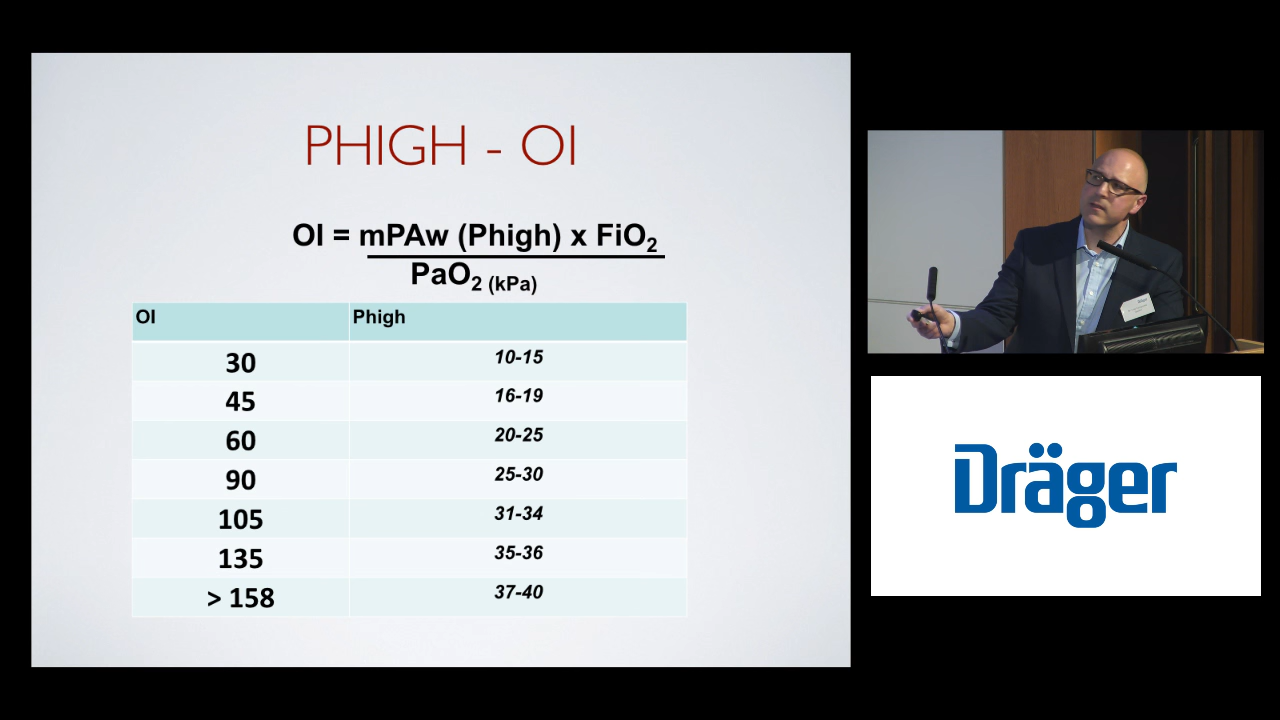 PHIGH - OI
OI = mPAw (Phigh) x FiO₂
PaO₂ (kPa)
OI Phigh
30 10-15
45 16-19
60 20-25
90 25-30
105 31-34
135 35-36
> 158 37-40
Dräger